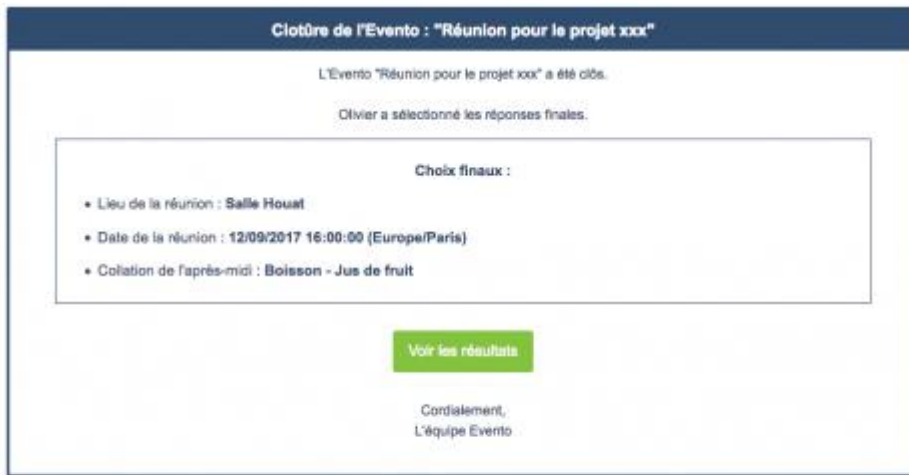 Clotûre de l'Evento : "Réunion pour le projet xxx"
L'Evento "Réunion pour le projet xxx" a été clôs.
Olivier a sélectionné les réponses finales.
Choix finaux :
• Lieu de la réunion : Salle Houat
• Date de la réunion : 12/09/2017 16:00:00 (Europe/Paris)
• Collation de l'après-midi : Boisson - Jus de fruit
Voir les résultats
Cordialement,
L'équipe Evento